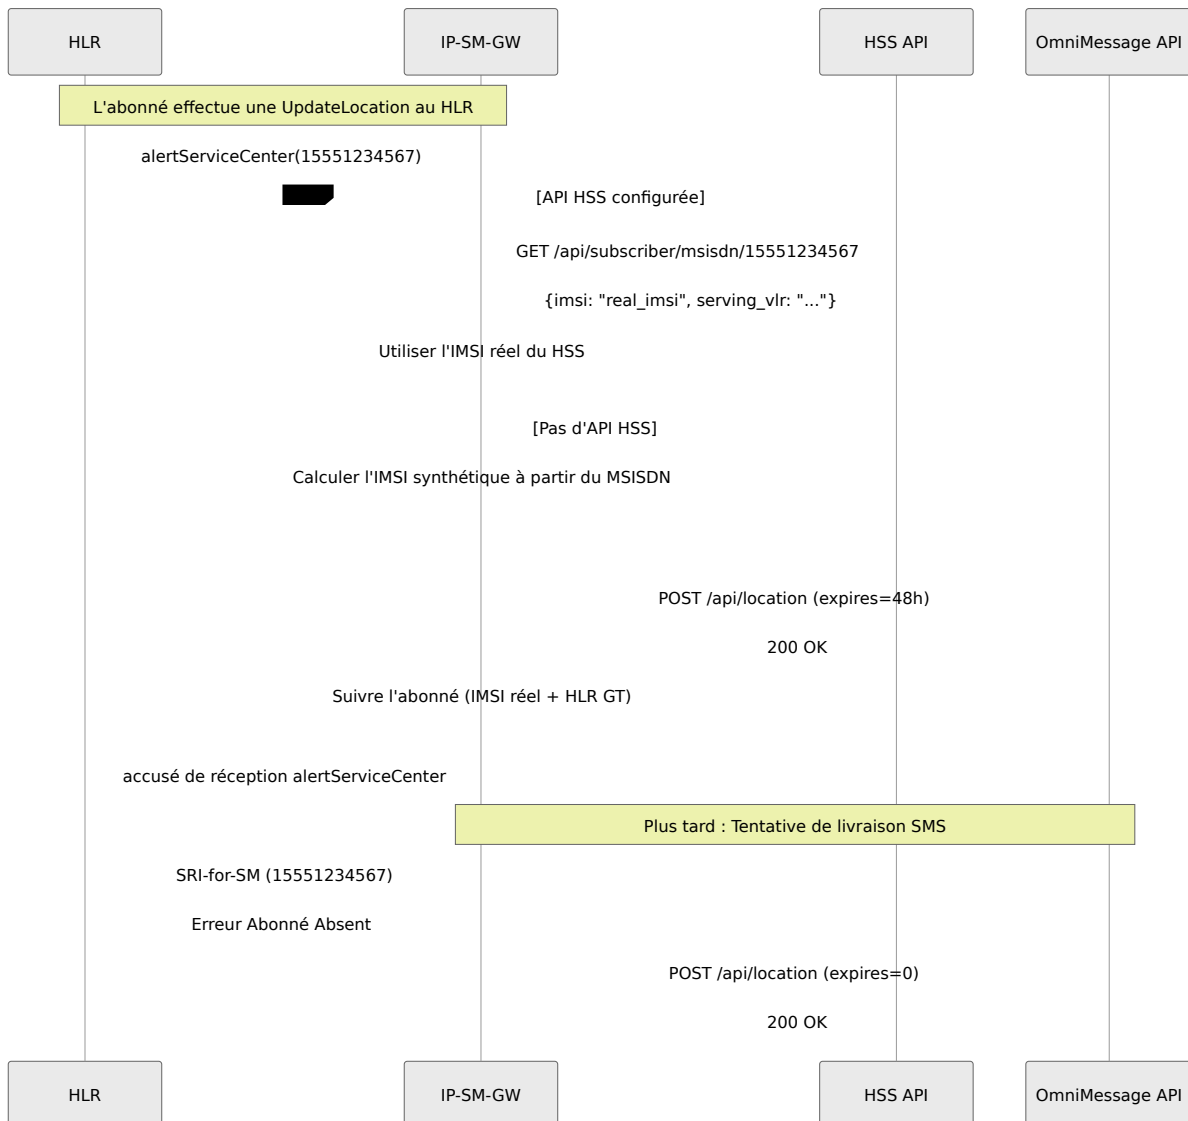 HLR
IP-SM-GW
HSS API
OmniMessage API
L'abonné effectue une UpdateLocation au HLR
alertServiceCenter(15551234567)
[API HSS configurée]
GET /api/subscriber/msisdn/15551234567
{imsi: "real_imsi", serving_vlr: "..."}
Utiliser l'IMSI réel du HSS
[Pas d'API HSS]
Calculer l'IMSI synthétique à partir du MSISDN
POST /api/location (expires=48h)
200 OK
Suivre l'abonné (IMSI réel + HLR GT)
accusé de réception alertServiceCenter
Plus tard : Tentative de livraison SMS
SRI-for-SM (15551234567)
Erreur Abonné Absent
POST /api/location (expires=0)
200 OK
HLR
IP-SM-GW
HSS API
OmniMessage API